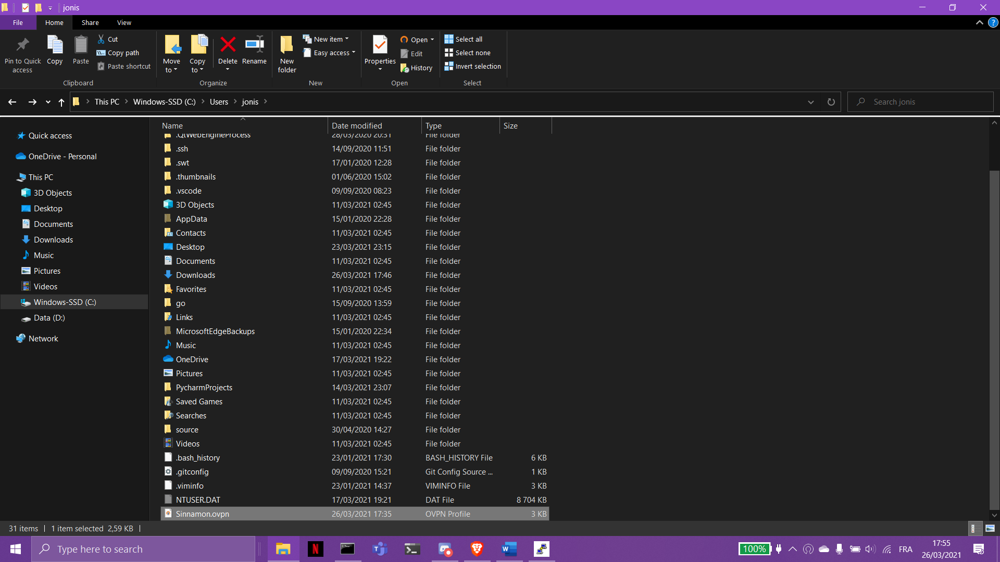 jonis
File Home Share View
Pin to Quick access
Copy
Paste
Cut
Copy path
Paste shortcut
Clipboard
Move to
Copy to
Delete
Rename
Organize
New folder
New item
Easy access
New
Properties
Open
Edit
History
Open
Select all
Select none
Invert selection
Select
This PC Windows-SSD (C:) Users jonis
Search jonis
Quick access
OneDrive - Personal
This PC
3D Objects
Desktop
Documents
Downloads
Music
Pictures
Videos
Windows-SSD (C:)
Data (D:)
Network
Name Date modified Type Size
.QtWebEngineProcess 28/03/2020 20:31 File folder
.ssh 14/09/2020 11:51 File folder
.swt 17/01/2020 12:28 File folder
.thumbnails 01/06/2020 15:02 File folder
.vscode 09/09/2020 08:23 File folder
3D Objects 11/03/2021 02:45 File folder
AppData 15/01/2020 22:28 File folder
Contacts 11/03/2021 02:45 File folder
Desktop 23/03/2021 23:15 File folder
Documents 11/03/2021 02:45 File folder
Downloads 26/03/2021 17:46 File folder
Favorites 11/03/2021 02:45 File folder
go 15/09/2020 13:59 File folder
Links 11/03/2021 02:45 File folder
MicrosoftEdgeBackups 15/01/2020 22:34 File folder
Music 11/03/2021 02:45 File folder
OneDrive 17/03/2021 19:22 File folder
Pictures 11/03/2021 02:45 File folder
PycharmProjects 14/03/2021 23:07 File folder
Saved Games 11/03/2021 02:45 File folder
Searches 11/03/2021 02:45 File folder
source 30/04/2020 14:27 File folder
Videos 11/03/2021 02:45 File folder
.bash_history 23/01/2021 17:30 BASH_HISTORY File 6 KB
.gitconfig 09/09/2020 15:21 Git Config Source ... 1 KB
.viminfo 23/01/2021 14:37 VIMINFO File 3 KB
NTUSER.DAT 17/03/2021 19:21 DAT File 8 704 KB
Sinnamon.ovpn 26/03/2021 17:35 OVPN Profile 3 KB
31 items 1 item selected 2,59 KB
Type here to search
100%
FRA
17:55
26/03/2021